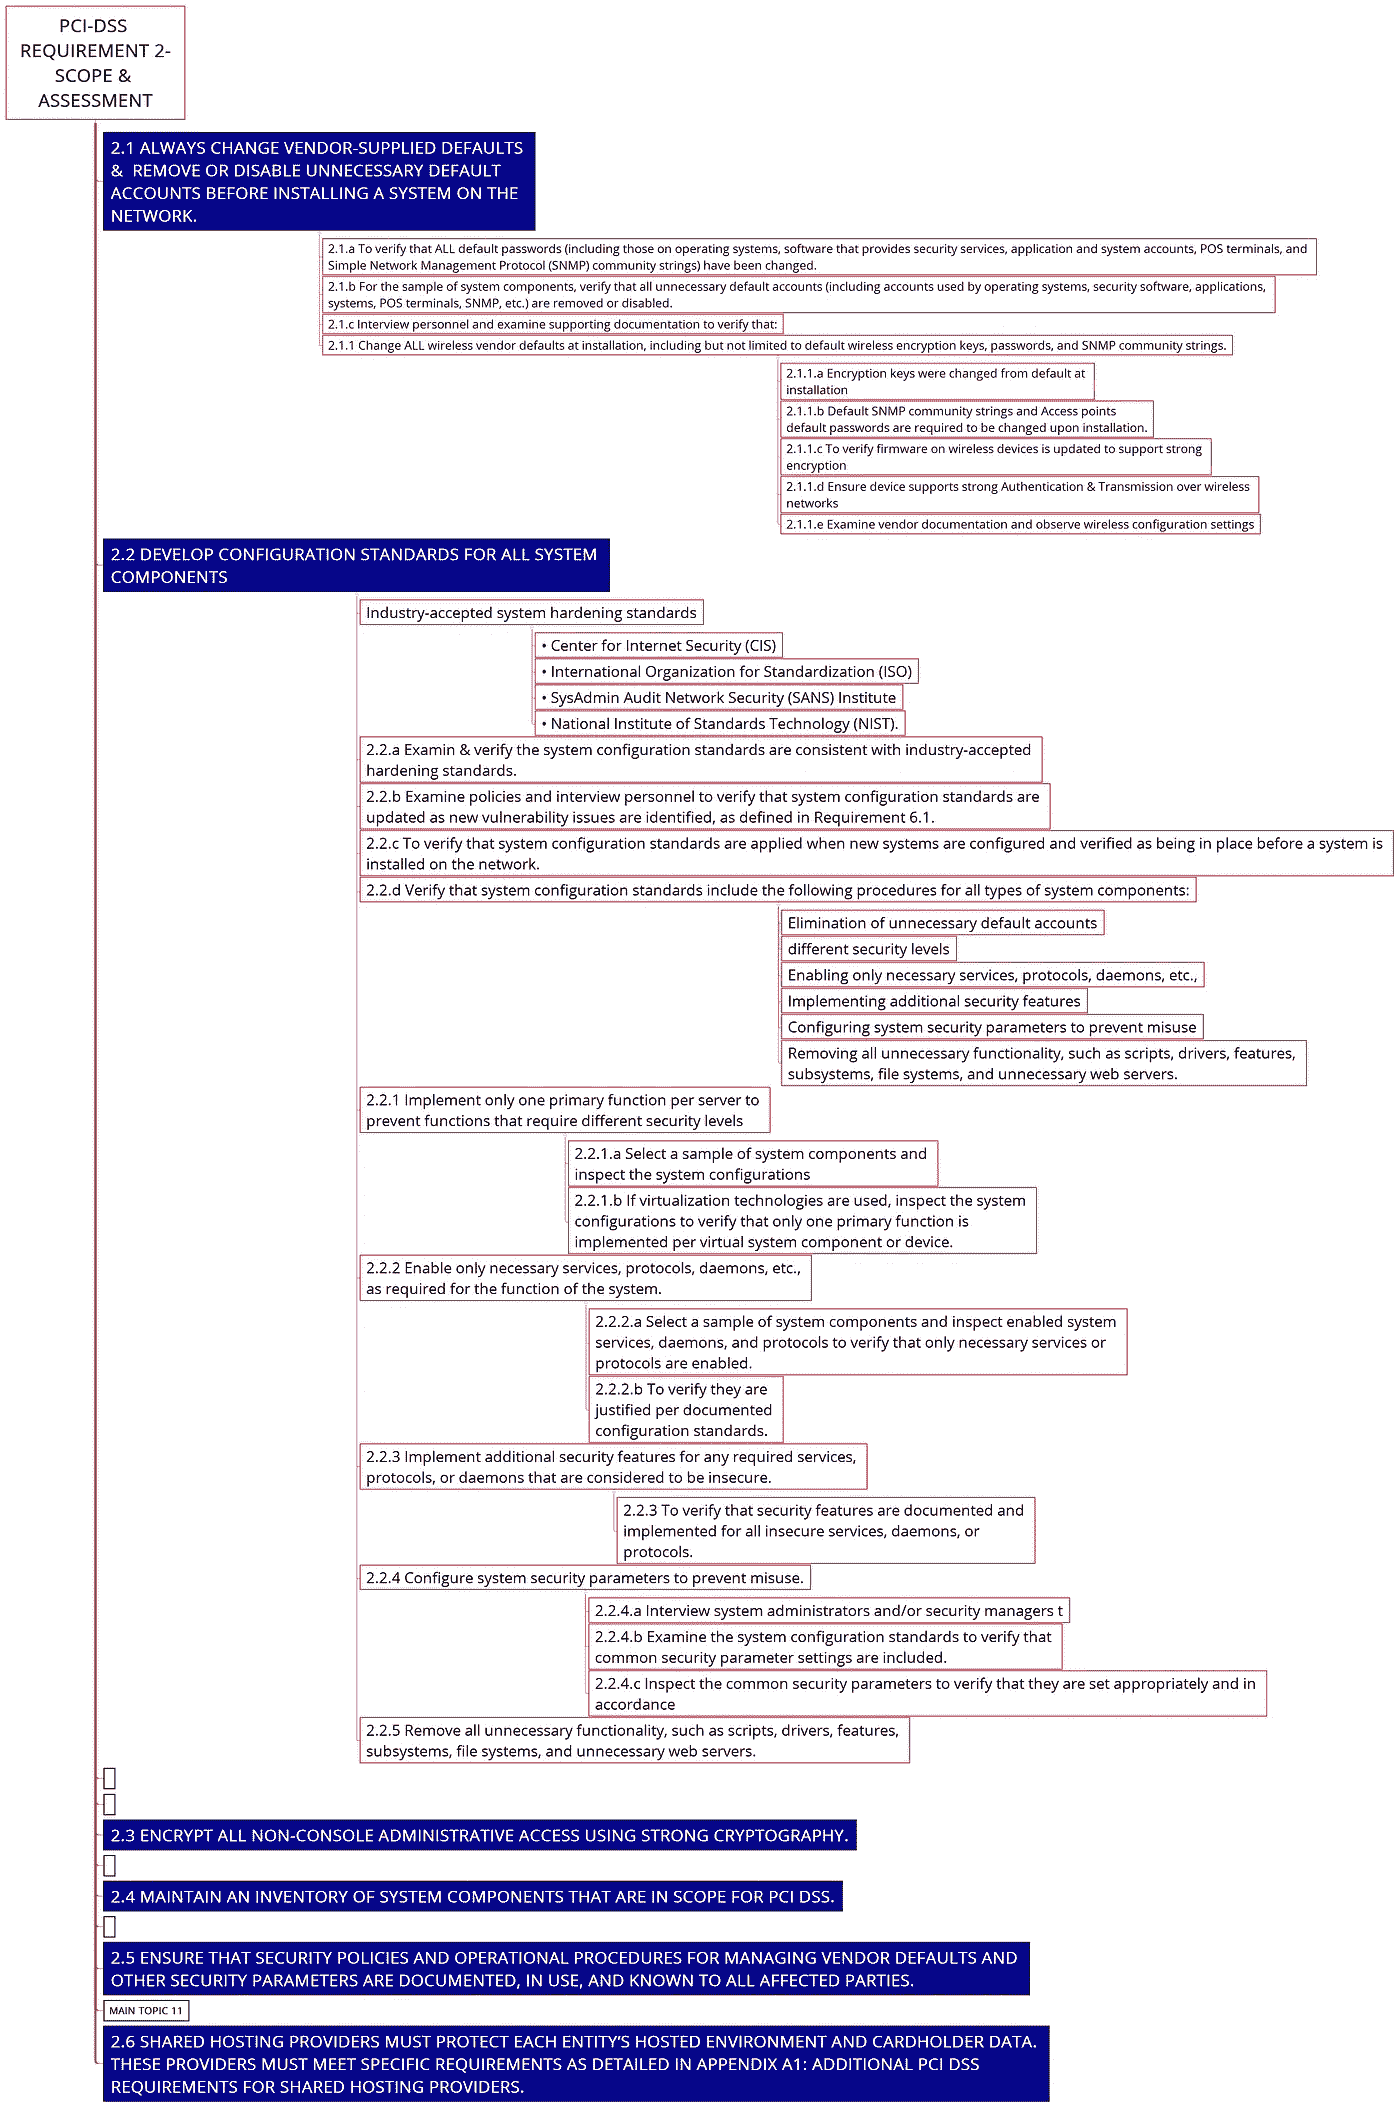 PCI-DSS
REQUIREMENT 2-
SCOPE &
ASSESSMENT
2.1 ALWAYS CHANGE VENDOR-SUPPLIED DEFAULTS
& REMOVE OR DISABLE UNNECESSARY DEFAULT
ACCOUNTS BEFORE INSTALLING A SYSTEM ON THE
NETWORK.
2.1.a To verify that ALL default passwords (including those on operating systems, software that provides security services, application and system accounts, POS terminals, and
Simple Network Management Protocol (SNMP) community strings) have been changed.
2.1.b For the sample of system components, verify that all unnecessary default accounts (including accounts used by operating systems, security software, applications,
systems, POS terminals, SNMP, etc.) are removed or disabled.
2.1.c Interview personnel and examine supporting documentation to verify that:
2.1.1 Change ALL wireless vendor defaults at installation, including but not limited to default wireless encryption keys, passwords, and SNMP community strings.
2.1.1.a Encryption keys were changed from default at
installation
2.1.1.b Default SNMP community strings and Access points
default passwords are required to be changed upon installation.
2.1.1.c To verify firmware on wireless devices is updated to support strong
encryption
2.1.1.d Ensure device supports strong Authentication & Transmission over wireless
networks
2.1.1.e Examine vendor documentation and observe wireless configuration settings
2.2 DEVELOP CONFIGURATION STANDARDS FOR ALL SYSTEM
COMPONENTS
Industry-accepted system hardening standards
• Center for Internet Security (CIS)
• International Organization for Standardization (ISO)
• SysAdmin Audit Network Security (SANS) Institute
• National Institute of Standards Technology (NIST).
2.2.a Examin & verify the system configuration standards are consistent with industry-accepted
hardening standards.
2.2.b Examine policies and interview personnel to verify that system configuration standards are
updated as new vulnerability issues are identified, as defined in Requirement 6.1.
2.2.c To verify that system configuration standards are applied when new systems are configured and verified as being in place before a system is
installed on the network.
2.2.d Verify that system configuration standards include the following procedures for all types of system components:
Elimination of unnecessary default accounts
different security levels
Enabling only necessary services, protocols, daemons, etc.,
Implementing additional security features
Configuring system security parameters to prevent misuse
Removing all unnecessary functionality, such as scripts, drivers, features,
subsystems, file systems, and unnecessary web servers.
2.2.1 Implement only one primary function per server to
prevent functions that require different security levels
2.2.1.a Select a sample of system components and
inspect the system configurations
2.2.1.b If virtualization technologies are used, inspect the system
configurations to verify that only one primary function is
implemented per virtual system component or device.
2.2.2 Enable only necessary services, protocols, daemons, etc.,
as required for the function of the system.
2.2.2.a Select a sample of system components and inspect enabled system
services, daemons, and protocols to verify that only necessary services or
protocols are enabled.
2.2.2.b To verify they are
justified per documented
configuration standards.
2.2.3 Implement additional security features for any required services,
protocols, or daemons that are considered to be insecure.
2.2.3 To verify that security features are documented and
implemented for all insecure services, daemons, or
protocols.
2.2.4 Configure system security parameters to prevent misuse.
2.2.4.a Interview system administrators and/or security managers t
2.2.4.b Examine the system configuration standards to verify that
common security parameter settings are included.
2.2.4.c Inspect the common security parameters to verify that they are set appropriately and in
accordance
2.2.5 Remove all unnecessary functionality, such as scripts, drivers, features,
subsystems, file systems, and unnecessary web servers.
2.3 ENCRYPT ALL NON-CONSOLE ADMINISTRATIVE ACCESS USING STRONG CRYPTOGRAPHY.
2.4 MAINTAIN AN INVENTORY OF SYSTEM COMPONENTS THAT ARE IN SCOPE FOR PCI DSS.
2.5 ENSURE THAT SECURITY POLICIES AND OPERATIONAL PROCEDURES FOR MANAGING VENDOR DEFAULTS AND
OTHER SECURITY PARAMETERS ARE DOCUMENTED, IN USE, AND KNOWN TO ALL AFFECTED PARTIES.
MAIN TOPIC 11
2.6 SHARED HOSTING PROVIDERS MUST PROTECT EACH ENTITY'S HOSTED ENVIRONMENT AND CARDHOLDER DATA.
THESE PROVIDERS MUST MEET SPECIFIC REQUIREMENTS AS DETAILED IN APPENDIX A1: ADDITIONAL PCI DSS
REQUIREMENTS FOR SHARED HOSTING PROVIDERS.